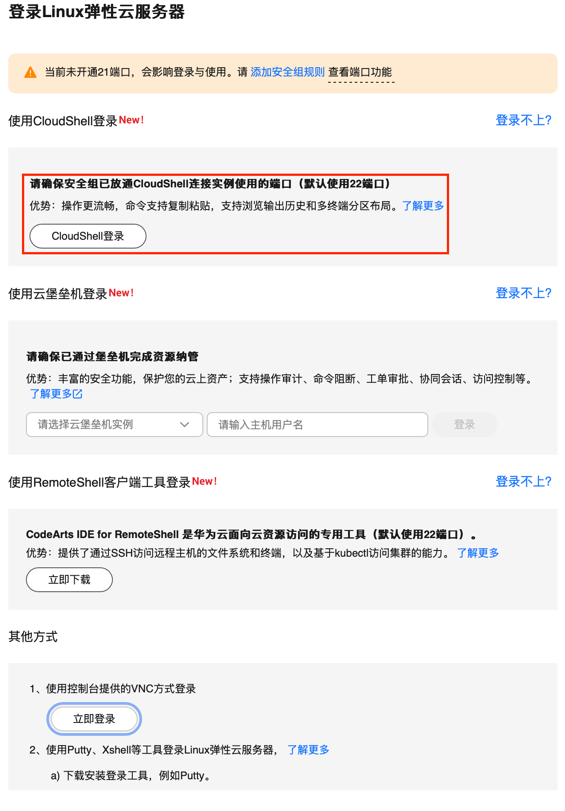 登录Linux弹性云服务器
当前未开通21端口，会影响登录与使用。请 添加安全组规则 查看端口功能
使用CloudShell登录New!
登录不上?
请确保安全组已放通CloudShell连接实例使用的端口（默认使用22端口）
优势：操作更流畅，命令支持复制粘贴，支持浏览输出历史和多终端分区布局。了解更多
CloudShell登录
使用云堡垒机登录New!
登录不上?
请确保已通过堡垒机完成资源纳管
优势：丰富的安全功能，保护您的云上资产；支持操作审计、命令阻断、工单审批、协同会话、访问控制等。
了解更多
请选择云堡垒机实例
请输入主机用户名
登录
使用RemoteShell客户端工具登录New!
登录不上?
CodeArts IDE for RemoteShell 是华为云面向云资源访问的专用工具（默认使用22端口）。
优势：提供了通过SSH访问远程主机的文件系统和终端，以及基于kubectl访问集群的能力。 了解更多
立即下载
其他方式
1、使用控制台提供的VNC方式登录
立即登录
2、使用Putty、Xshell等工具登录Linux弹性云服务器， 了解更多
a) 下载安装登录工具，例如Putty。